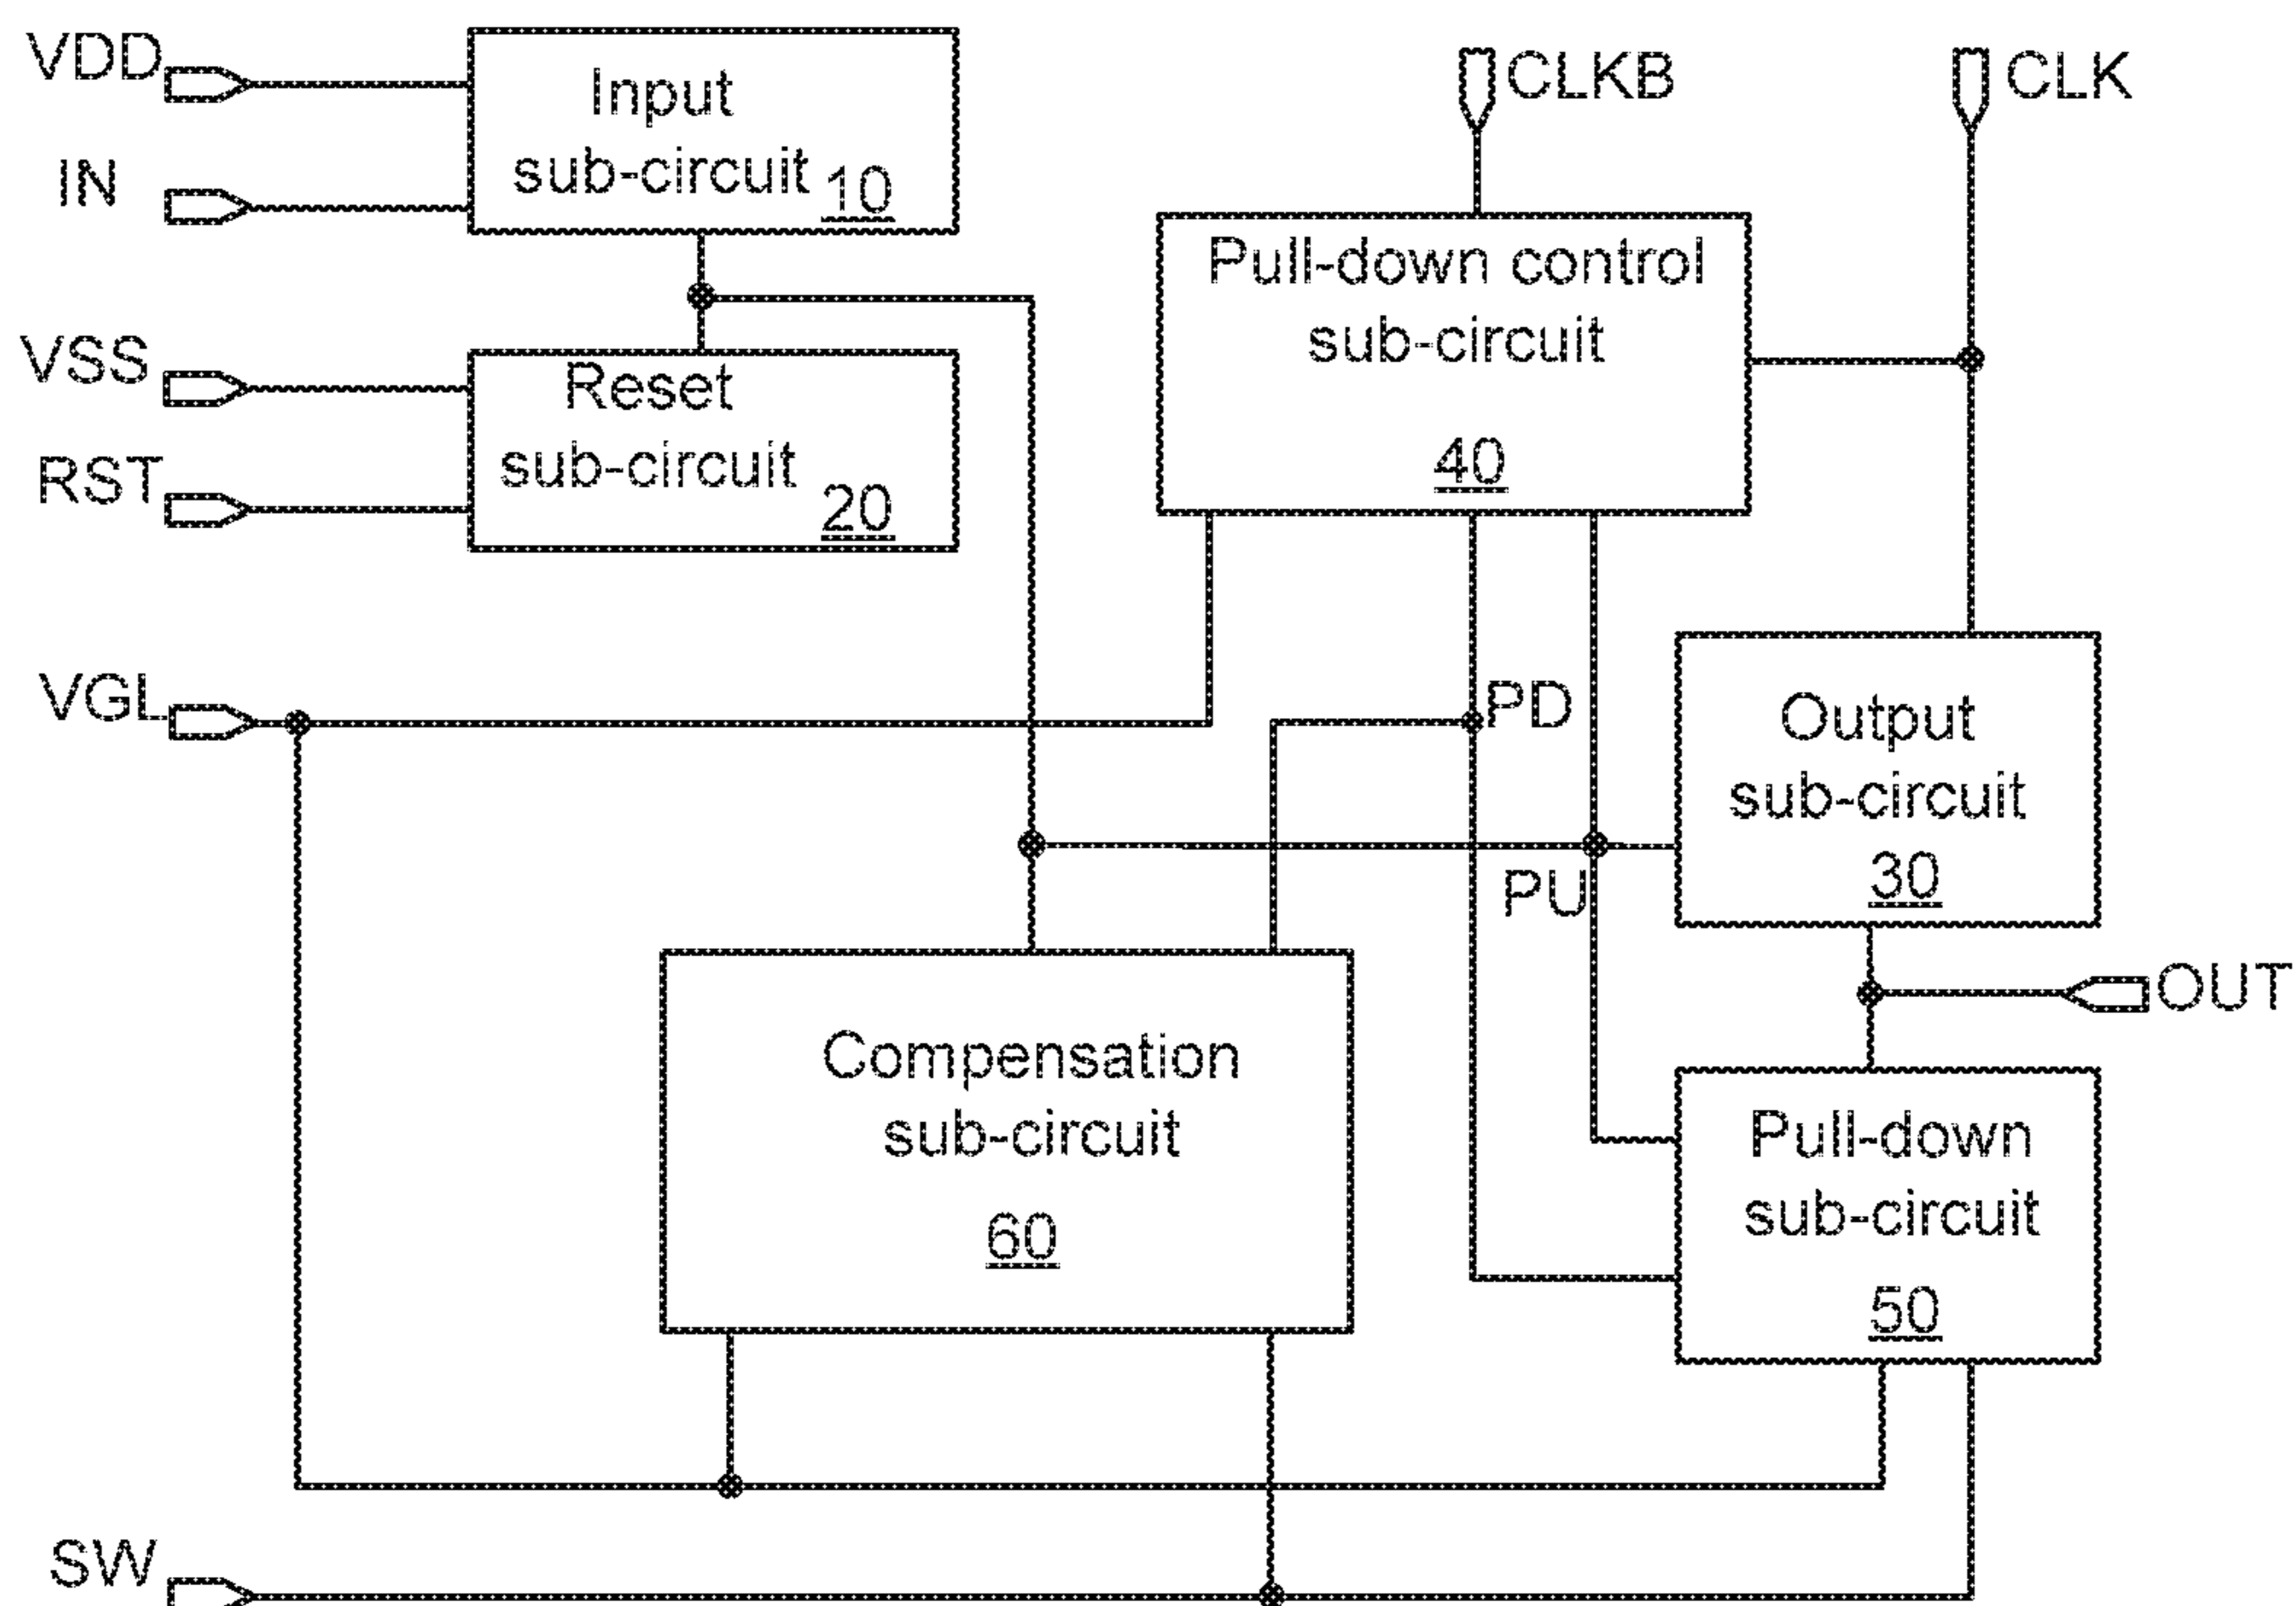 VDD
IN
Input
sub-circuit 10
CLKB
CLK
VSS
RST
Reset
sub-circuit 20
Pull-down control
sub-circuit
40
VGL
PD
PU
Output
sub-circuit
30
OUT
Compensation
sub-circuit
60
Pull-down
sub-circuit
50
SW